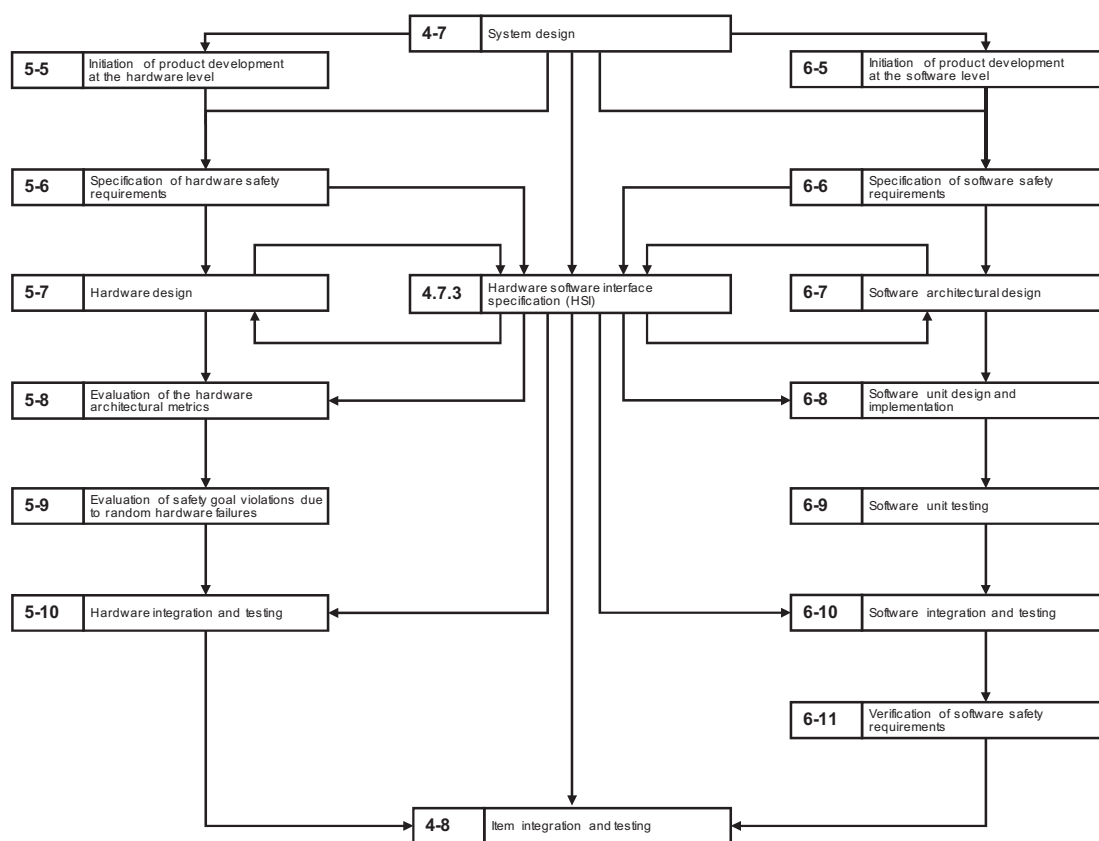 4-7 System design
5-5 Initiation of product development
at the hardware level
6-5 Initiation of product development
at the software level
5-6 Specification of hardware safety
requirements
6-6 Specification of software safety
requirements
5-7 Hardware design
4.7.3 Hardware software interface
specification (HSI)
6-7 Software architectural design
5-8 Evaluation of the hardware
architectural metrics
6-8 Software unit design and
implementation
5-9 Evaluation of safety goal violations due
to random hardware failures
6-9 Software unit testing
5-10 Hardware integration and testing
6-10 Software integration and testing
6-11 Verification of software safety
requirements
4-8 Item integration and testing